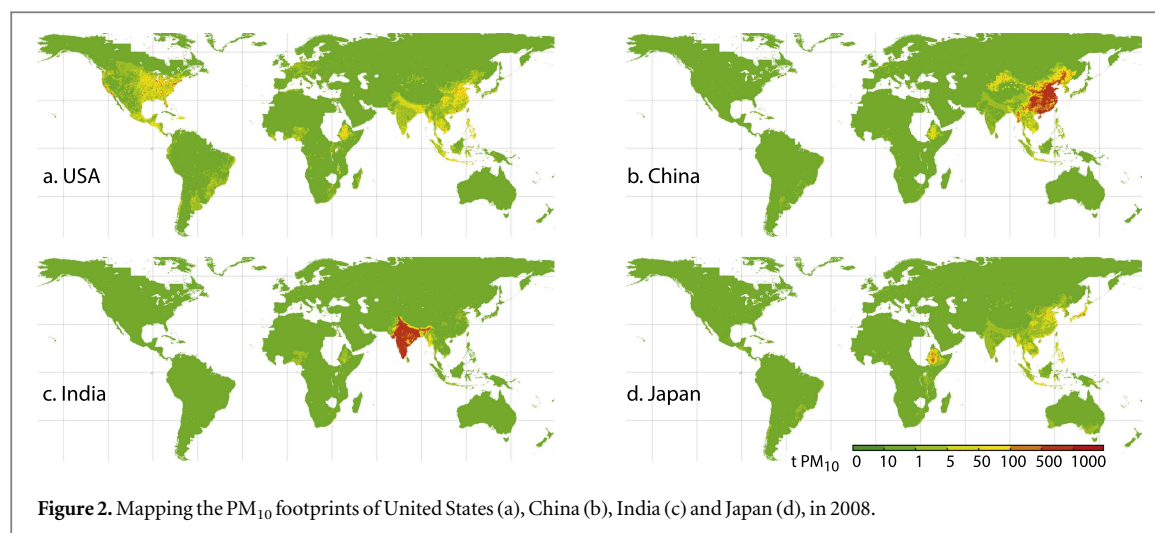 a. USA
b. China
c. India
d. Japan
t PM₁₀ 0 10 1 5 50 100 500 1000
Figure 2. Mapping the PM₁₀ footprints of United States (a), China (b), India (c) and Japan (d), in 2008.